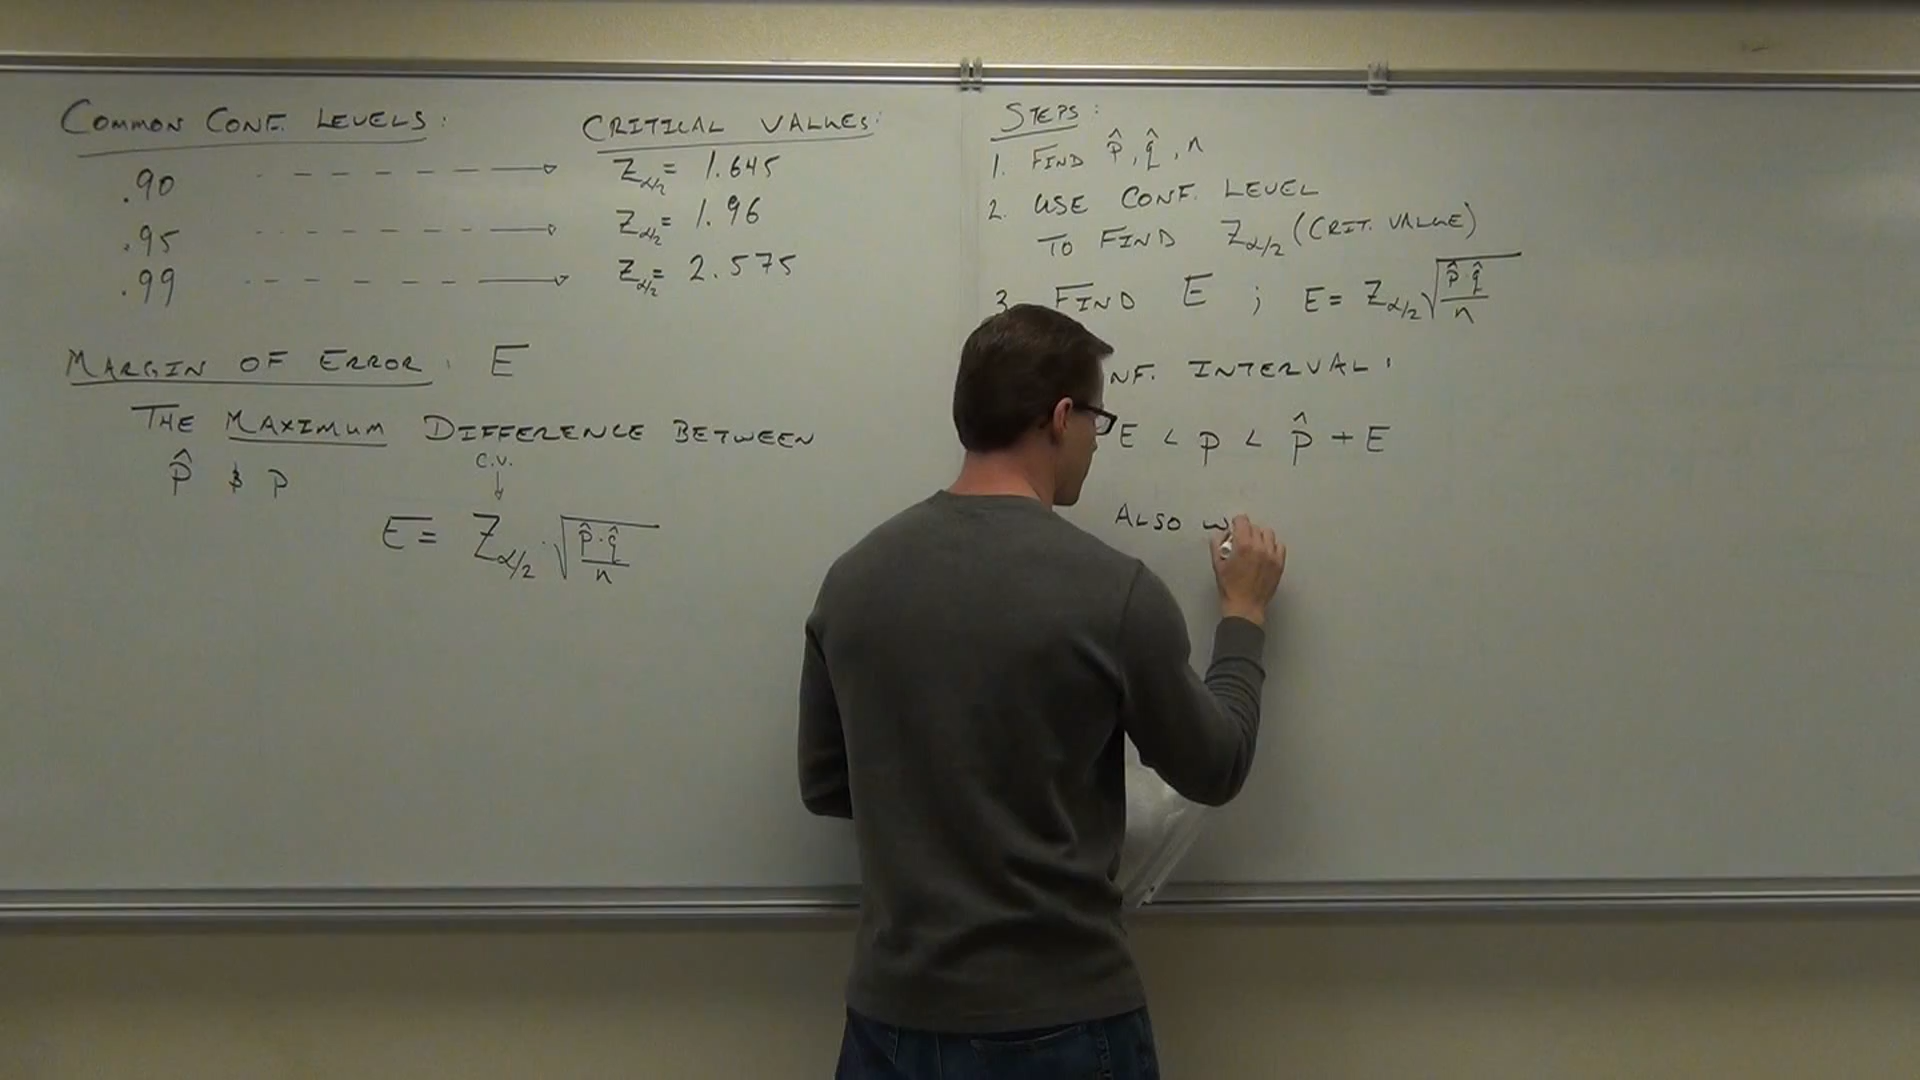 COMMON CONF. LEVELS:
.90
.95
.99
CRITICAL VALUES:
Zα/2 = 1.645
Zα/2 = 1.96
Zα/2 = 2.575
MARGIN OF ERROR: E
THE MAXIMUM DIFFERENCE BETWEEN
p̂ & p
C.V.
E = Zα/2 · √(p̂·q̂/n)
STEPS:
1. FIND p̂, q̂, n
2. USE CONF. LEVEL
TO FIND Zα/2 (CRIT. VALUE)
3. FIND E ; E = Zα/2 √(p̂·q̂/n)
NF. INTERVAL:
E < p < p̂ + E
ALSO W